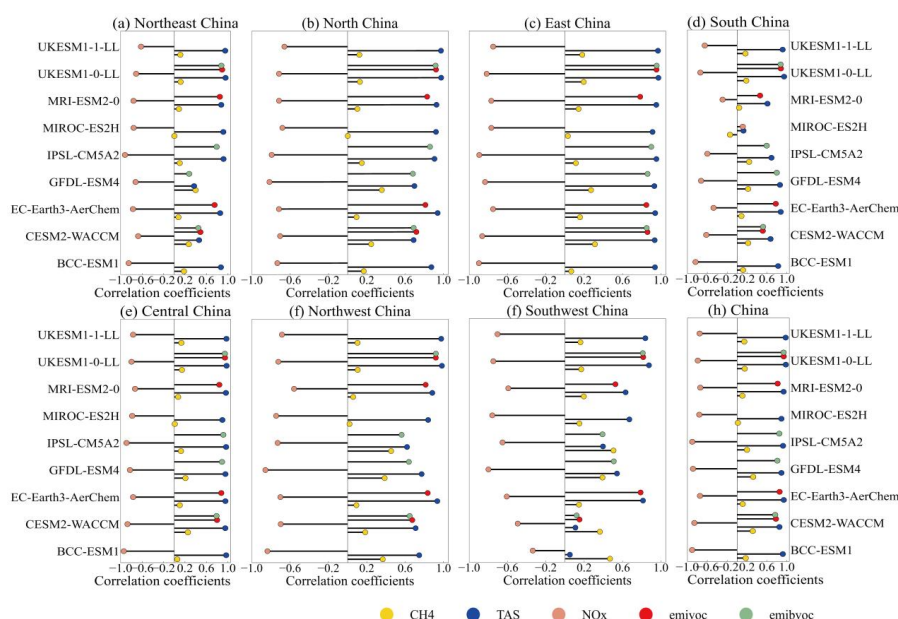 (a) Northeast China
(b) North China
(c) East China
(d) South China
UKESM1-1-LL
UKESM1-0-LL
MRI-ESM2-0
MIROC-ES2H
IPSL-CM5A2
GFDL-ESM4
EC-Earth3-AerChem
CESM2-WACCM
BCC-ESM1
UKESM1-1-LL
UKESM1-0-LL
MRI-ESM2-0
MIROC-ES2H
IPSL-CM5A2
GFDL-ESM4
EC-Earth3-AerChem
CESM2-WACCM
BCC-ESM1
−1.0 −0.6 −0.2 0.2 0.6 1.0
−1.0 −0.6 −0.2 0.2 0.6 1.0
−1.0 −0.6 −0.2 0.2 0.6 1.0
−1.0 −0.6 −0.2 0.2 0.6 1.0
Correlation coefficients
Correlation coefficients
Correlation coefficients
Correlation coefficients
(e) Central China
(f) Northwest China
(f) Southwest China
(h) China
UKESM1-1-LL
UKESM1-0-LL
MRI-ESM2-0
MIROC-ES2H
IPSL-CM5A2
GFDL-ESM4
EC-Earth3-AerChem
CESM2-WACCM
BCC-ESM1
UKESM1-1-LL
UKESM1-0-LL
MRI-ESM2-0
MIROC-ES2H
IPSL-CM5A2
GFDL-ESM4
EC-Earth3-AerChem
CESM2-WACCM
BCC-ESM1
−1.0 −0.6 −0.2 0.2 0.6 1.0
−1.0 −0.6 −0.2 0.2 0.6 1.0
−1.0 −0.6 −0.2 0.2 0.6 1.0
−1.0 −0.6 −0.2 0.2 0.6 1.0
Correlation coefficients
Correlation coefficients
Correlation coefficients
Correlation coefficients
CH4 TAS NOx emivoc emibvoc